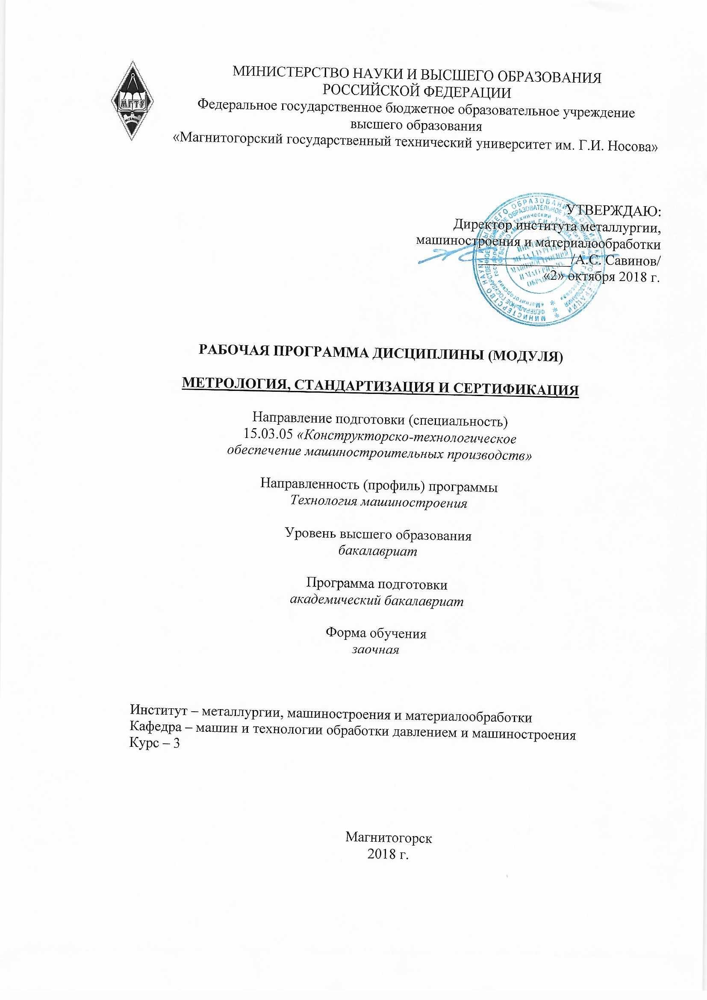 МИНИСТЕРСТВО НАУКИ И ВЫСШЕГО ОБРАЗОВАНИЯ
РОССИЙСКОЙ ФЕДЕРАЦИИ
Федеральное государственное бюджетное образовательное учреждение
высшего образования
«Магнитогорский государственный технический университет им. Г.И. Носова»
МГТУ
УТВЕРЖДАЮ:
Директор института металлургии,
машиностроения и материалообработки
/А.С. Савинов/
«2» октября 2018 г.
РАБОЧАЯ ПРОГРАММА ДИСЦИПЛИНЫ (МОДУЛЯ)
МЕТРОЛОГИЯ, СТАНДАРТИЗАЦИЯ И СЕРТИФИКАЦИЯ
Направление подготовки (специальность)
15.03.05 «Конструкторско-технологическое
обеспечение машиностроительных производств»
Направленность (профиль) программы
Технология машиностроения
Уровень высшего образования
бакалавриат
Программа подготовки
академический бакалавриат
Форма обучения
заочная
Институт – металлургии, машиностроения и материалообработки
Кафедра – машин и технологии обработки давлением и машиностроения
Курс – 3
Магнитогорск
2018 г.